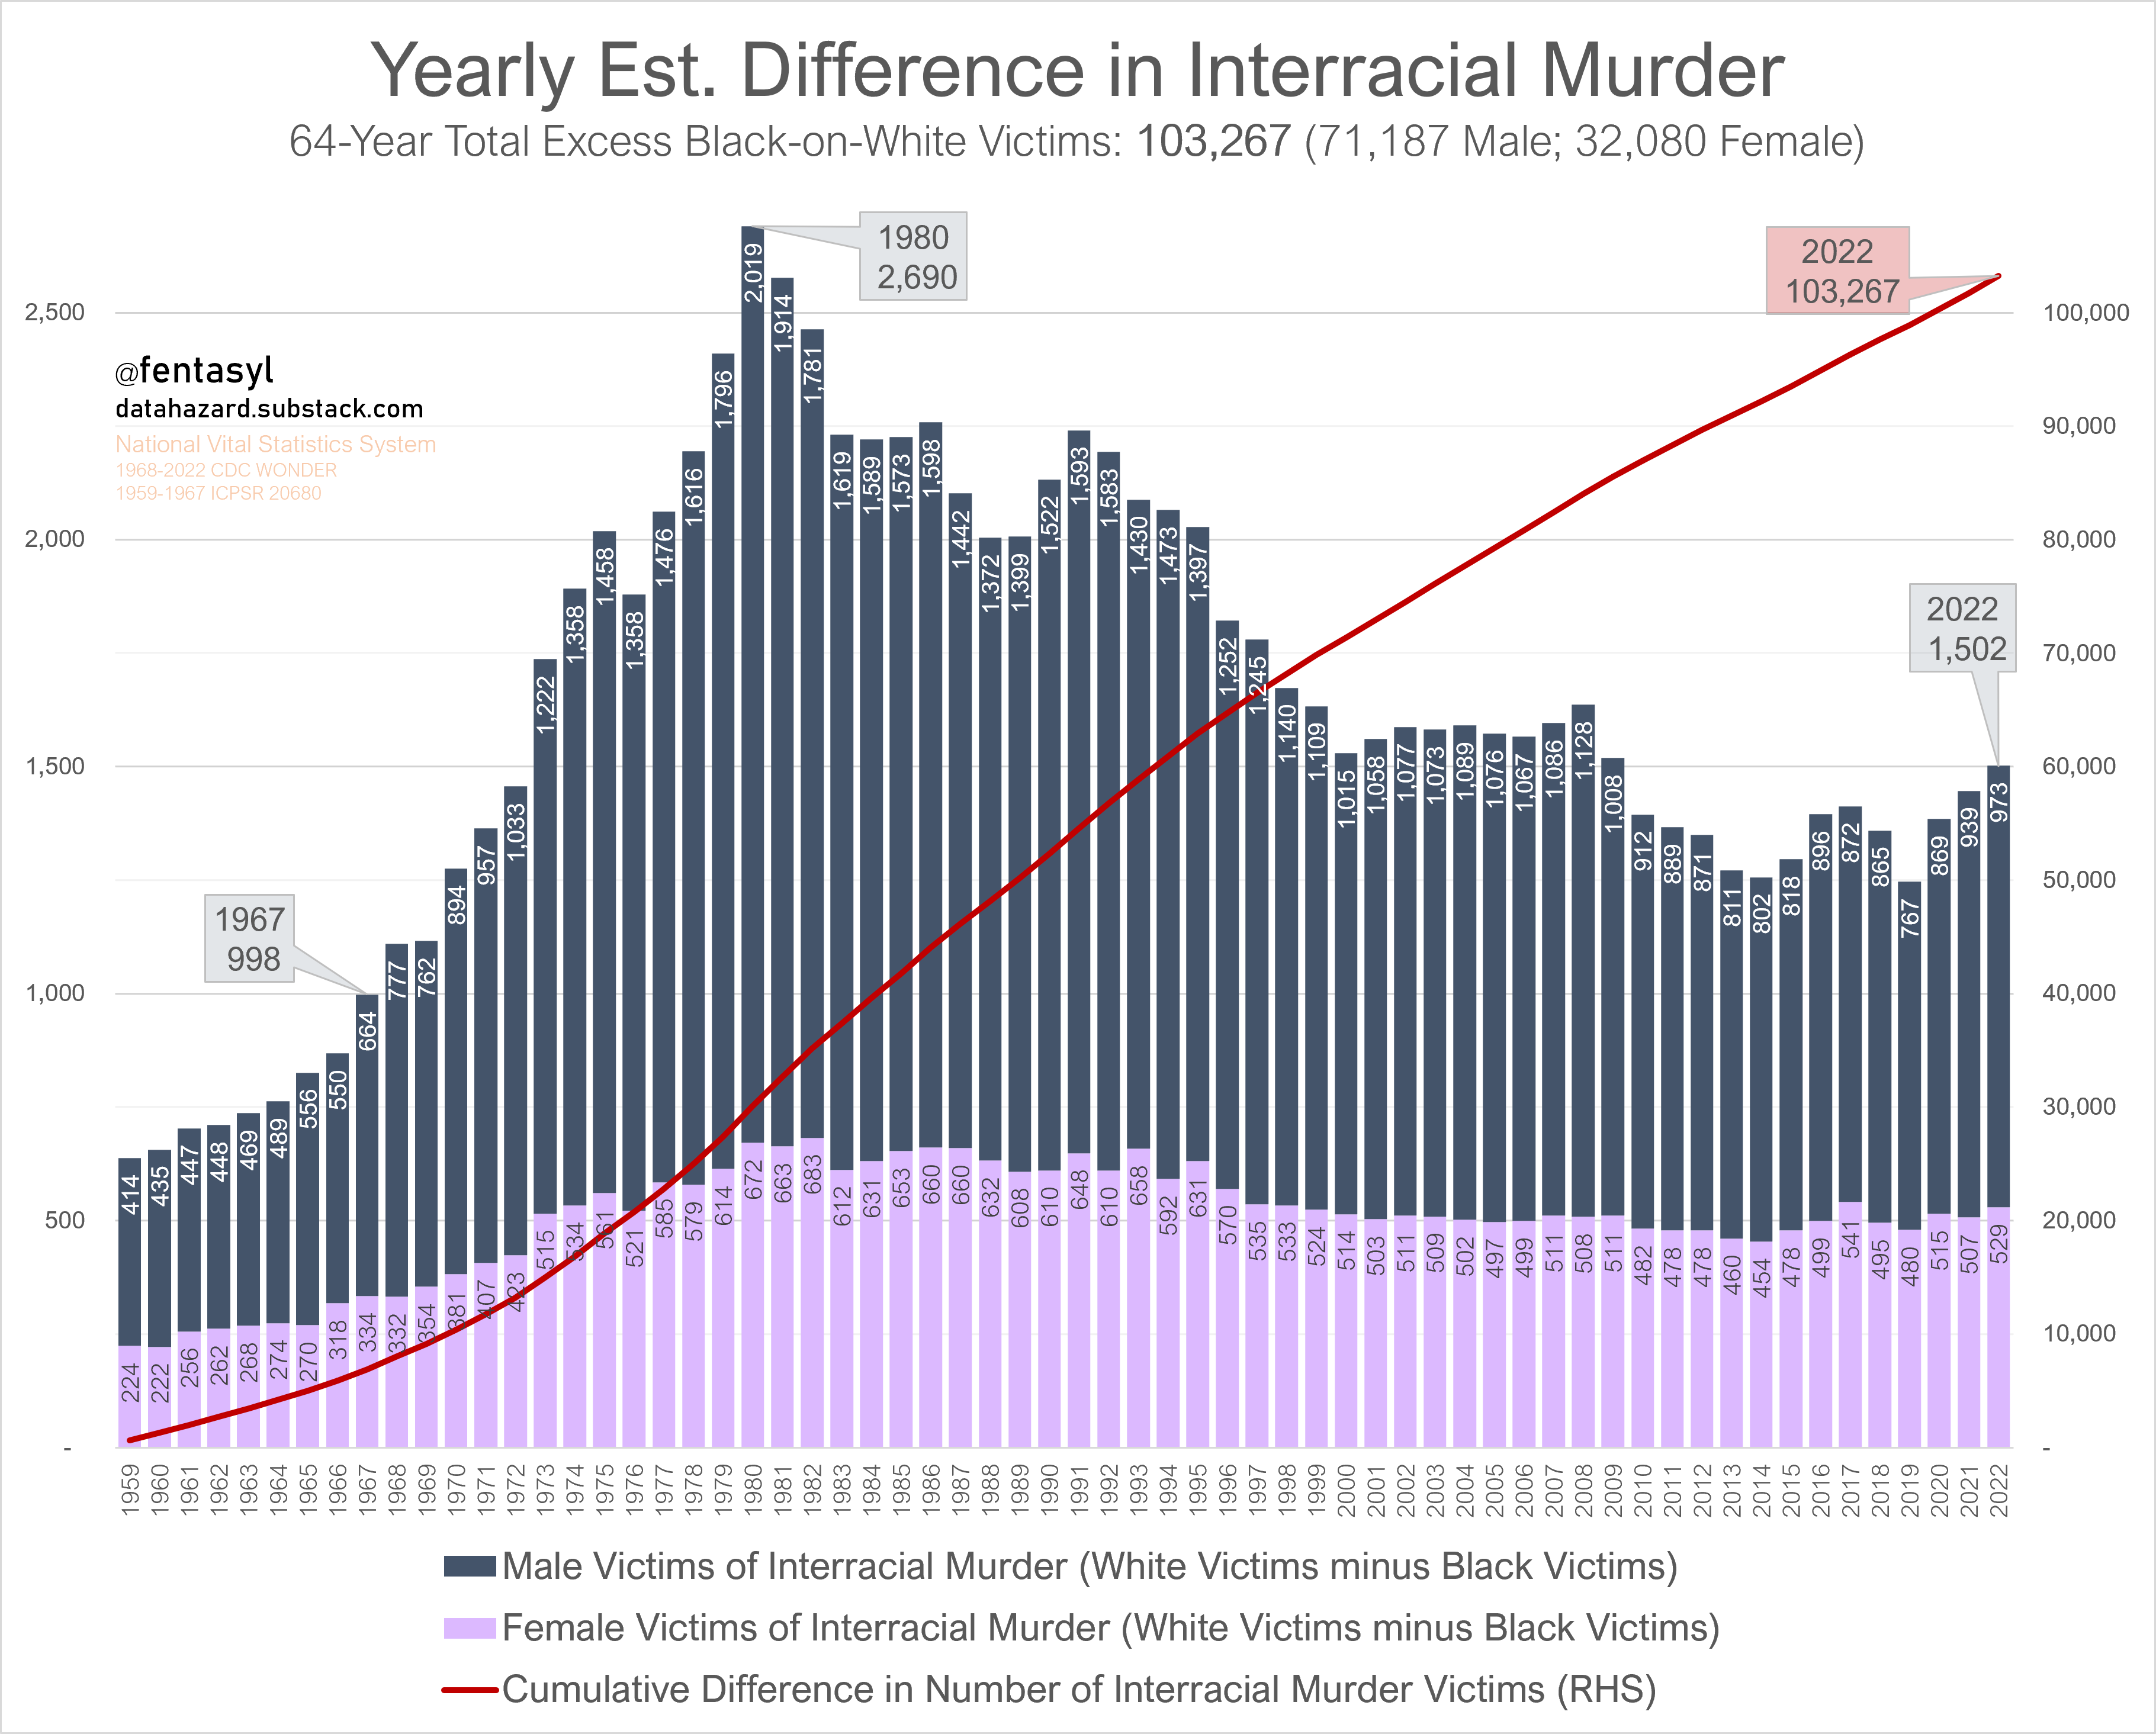 Yearly Est. Difference in Interracial Murder
64-Year Total Excess Black-on-White Victims: 103,267 (71,187 Male; 32,080 Female)
1980
2,690
2022
103,267
@fentasyl
datahazard.substack.com
National Vital Statistics System
1968-2022 CDC WONDER
1959-1967 ICPSR 20680
2022
1,502
1967
998
2,500
2,000
1,500
1,000
500
-
100,000
90,000
80,000
70,000
60,000
50,000
40,000
30,000
20,000
10,000
-
414 435 447 448 469 489 556 550 664 777 762 894 957 1,033 1,222 1,358 1,458 1,358 1,476 1,616 1,796 2,019 1,914 1,781 1,619 1,589 1,573 1,598 1,442 1,372 1,399 1,522 1,593 1,583 1,430 1,473 1,397 1,252 1,245 1,140 1,109 1,015 1,058 1,077 1,073 1,089 1,076 1,067 1,086 1,128 1,008 912 889 871 811 802 818 896 872 865 767 869 939 973
224 222 256 262 268 274 270 318 334 332 354 381 407 423 515 534 561 521 585 579 614 672 663 683 612 631 653 660 660 632 608 610 648 610 658 592 631 570 535 533 524 514 503 511 509 502 497 499 511 508 511 482 478 478 460 454 478 499 541 495 480 515 507 529
1959 1960 1961 1962 1963 1964 1965 1966 1967 1968 1969 1970 1971 1972 1973 1974 1975 1976 1977 1978 1979 1980 1981 1982 1983 1984 1985 1986 1987 1988 1989 1990 1991 1992 1993 1994 1995 1996 1997 1998 1999 2000 2001 2002 2003 2004 2005 2006 2007 2008 2009 2010 2011 2012 2013 2014 2015 2016 2017 2018 2019 2020 2021 2022
Male Victims of Interracial Murder (White Victims minus Black Victims)
Female Victims of Interracial Murder (White Victims minus Black Victims)
Cumulative Difference in Number of Interracial Murder Victims (RHS)